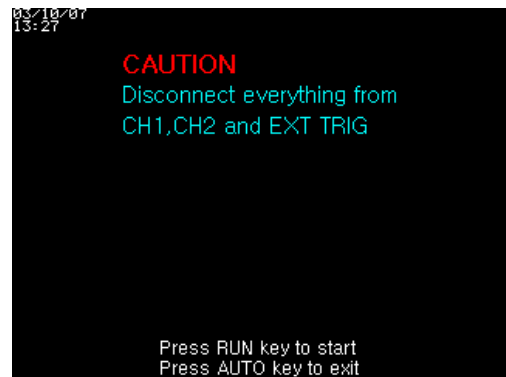 03/10/07
13:27
CAUTION
Disconnect everything from
CH1,CH2 and EXT TRIG
Press RUN key to start
Press AUTO key to exit